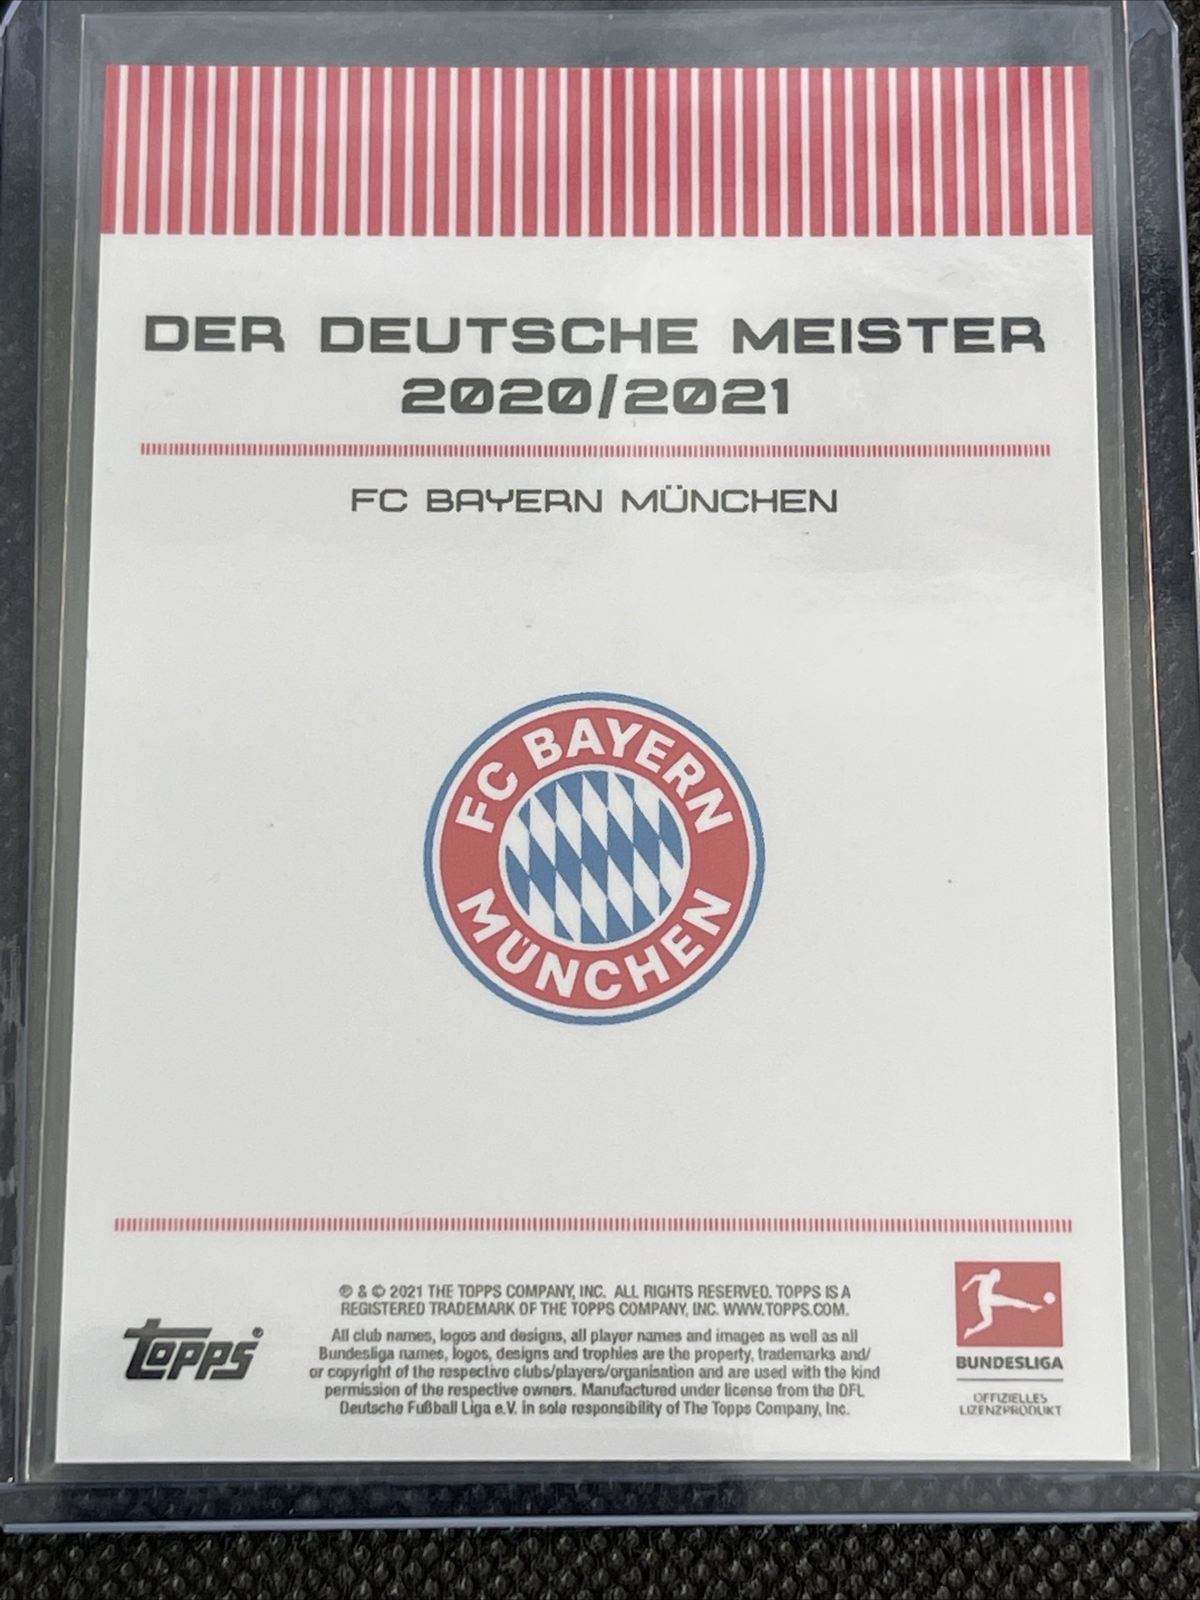 DER DEUTSCHE MEISTER
2020/2021
FC BAYERN MÜNCHEN
FC BAYERN
MÜNCHEN
® & © 2021 THE TOPPS COMPANY, INC. ALL RIGHTS RESERVED. TOPPS IS A
REGISTERED TRADEMARK OF THE TOPPS COMPANY, INC. WWW.TOPPS.COM.
Topps®
All club names, logos and designs, all player names and images as well as all
Bundesliga names, logos, designs and trophies are the property, trademarks and/
or copyright of the respective clubs/players/organisation and are used with the kind
permission of the respective owners. Manufactured under license from the DFL
Deutsche Fußball Liga e.V. in sole responsibility of The Topps Company, Inc.
BUNDESLIGA
OFFIZIELLES
LIZENZPRODUKT